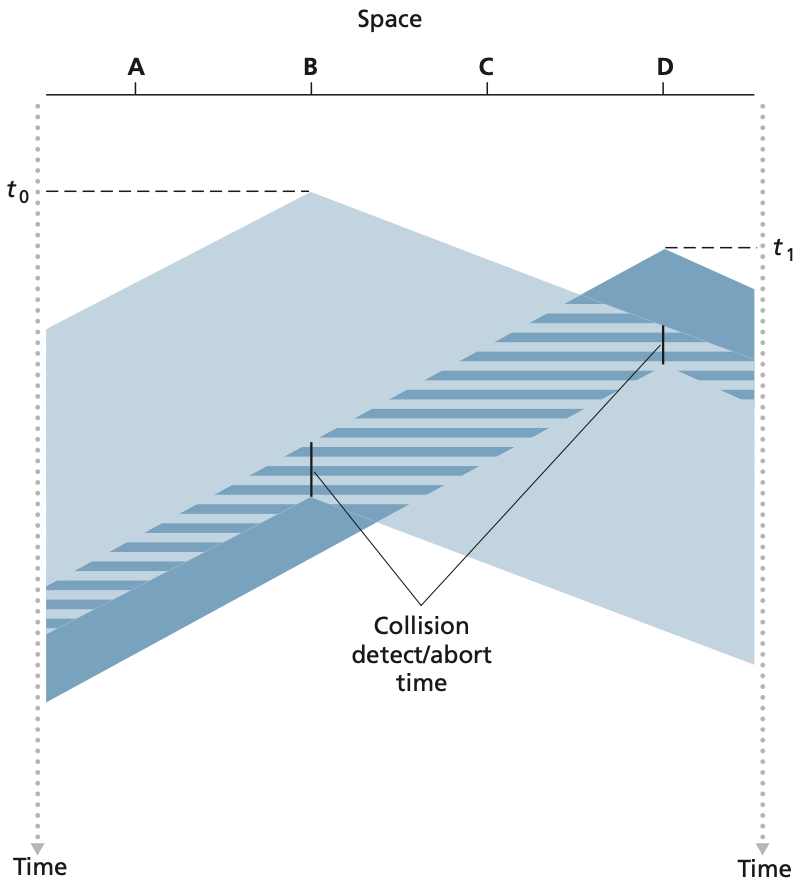 Space
A B C D
t0
t1
Collision
detect/abort
time
Time Time